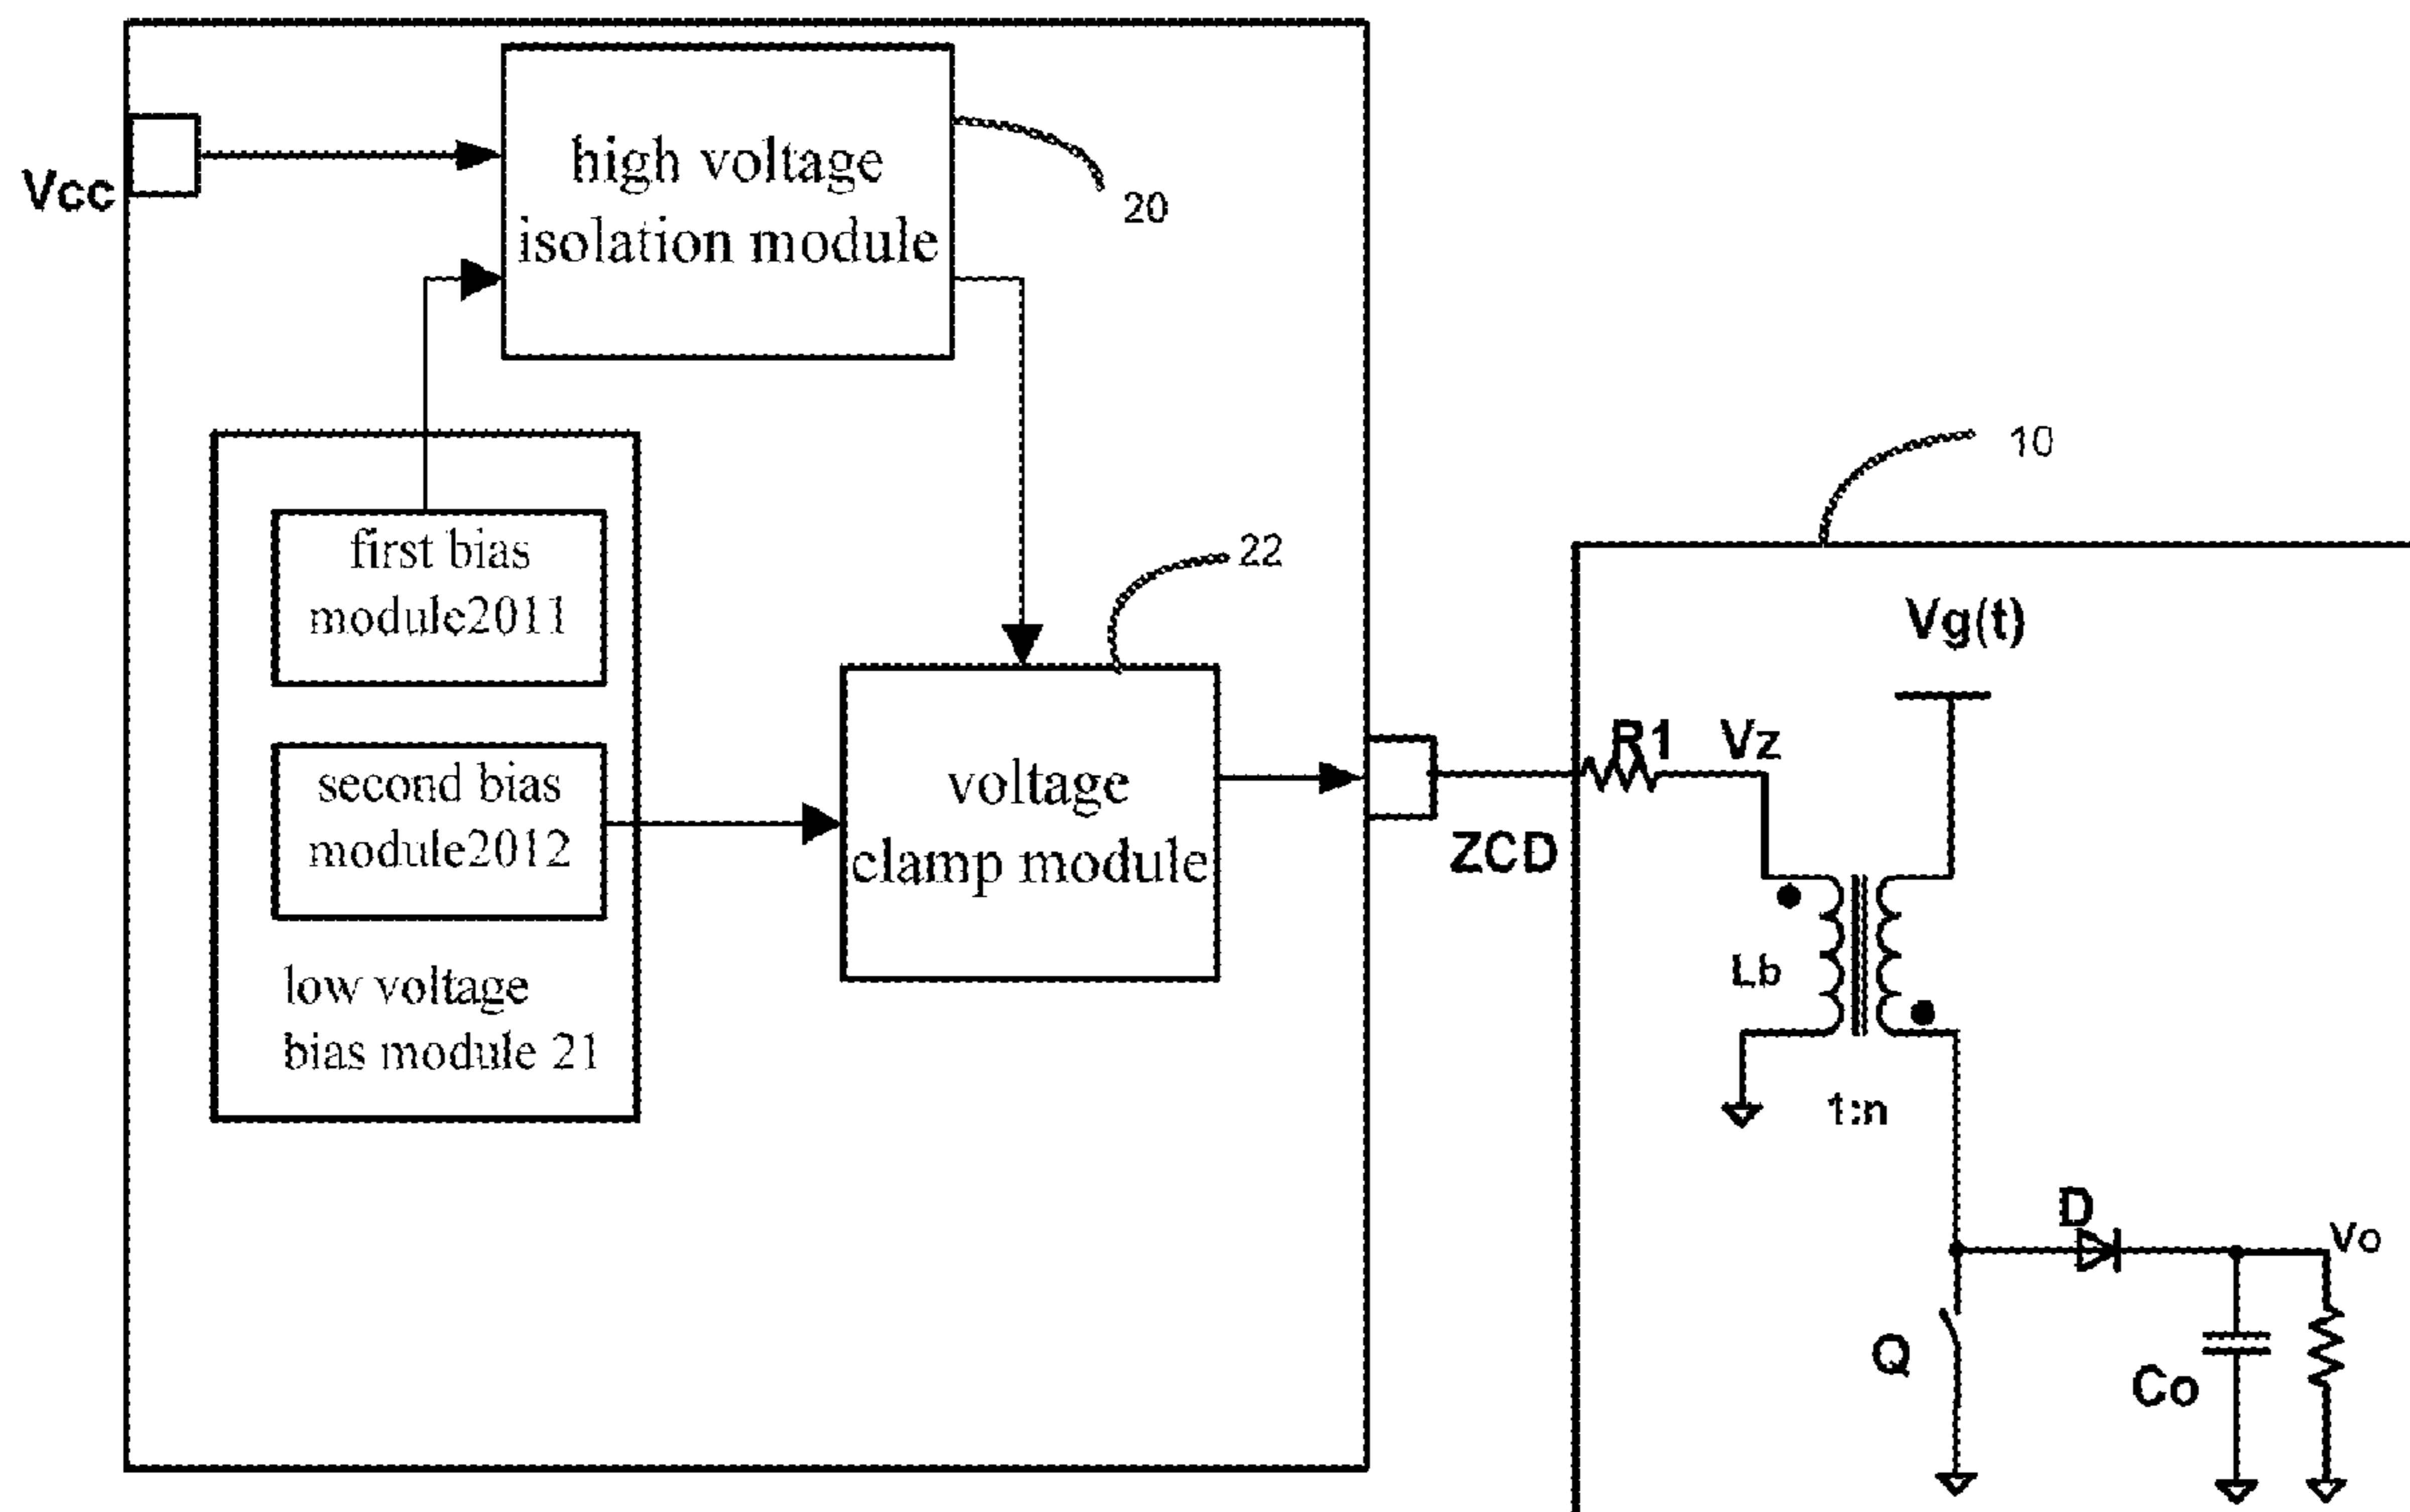 high voltage
isolation module
20
Vcc
first bias
module2011
second bias
module2012
low voltage
bias module 21
22
voltage
clamp module
ZCD
10
Vg(t)
R1 Vz
Lb
1:n
D
Vo
Q
Co